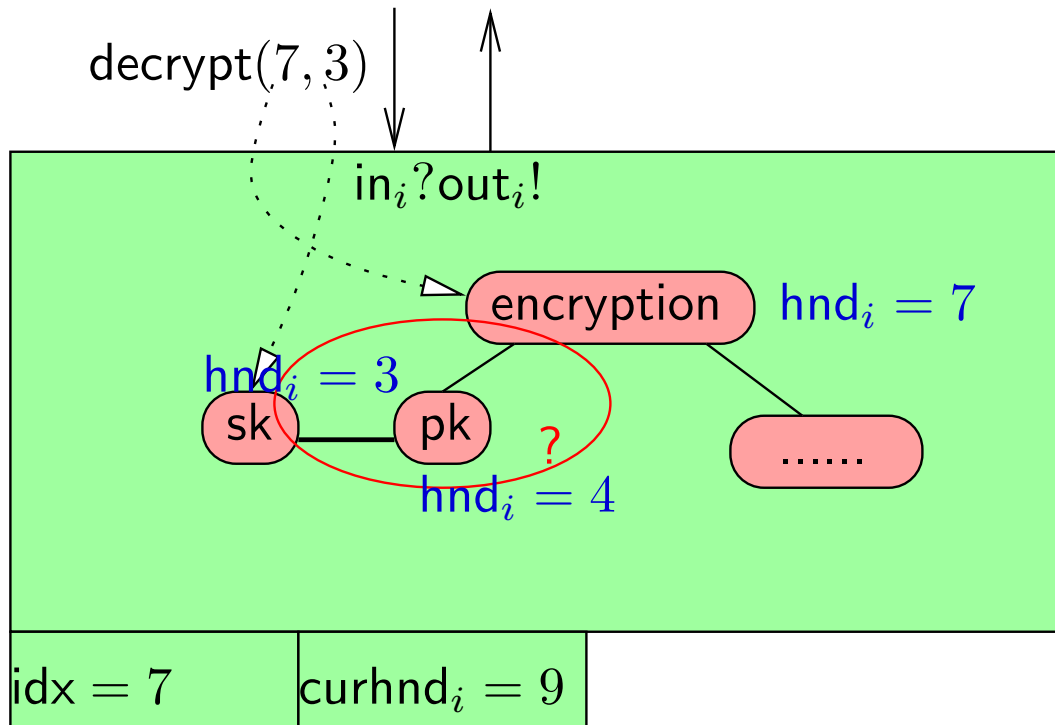 decrypt(7, 3)
in_i?out_i!
encryption
hnd_i = 7
hnd_i = 3
sk
pk
?
......
hnd_i = 4
idx = 7
curhnd_i = 9